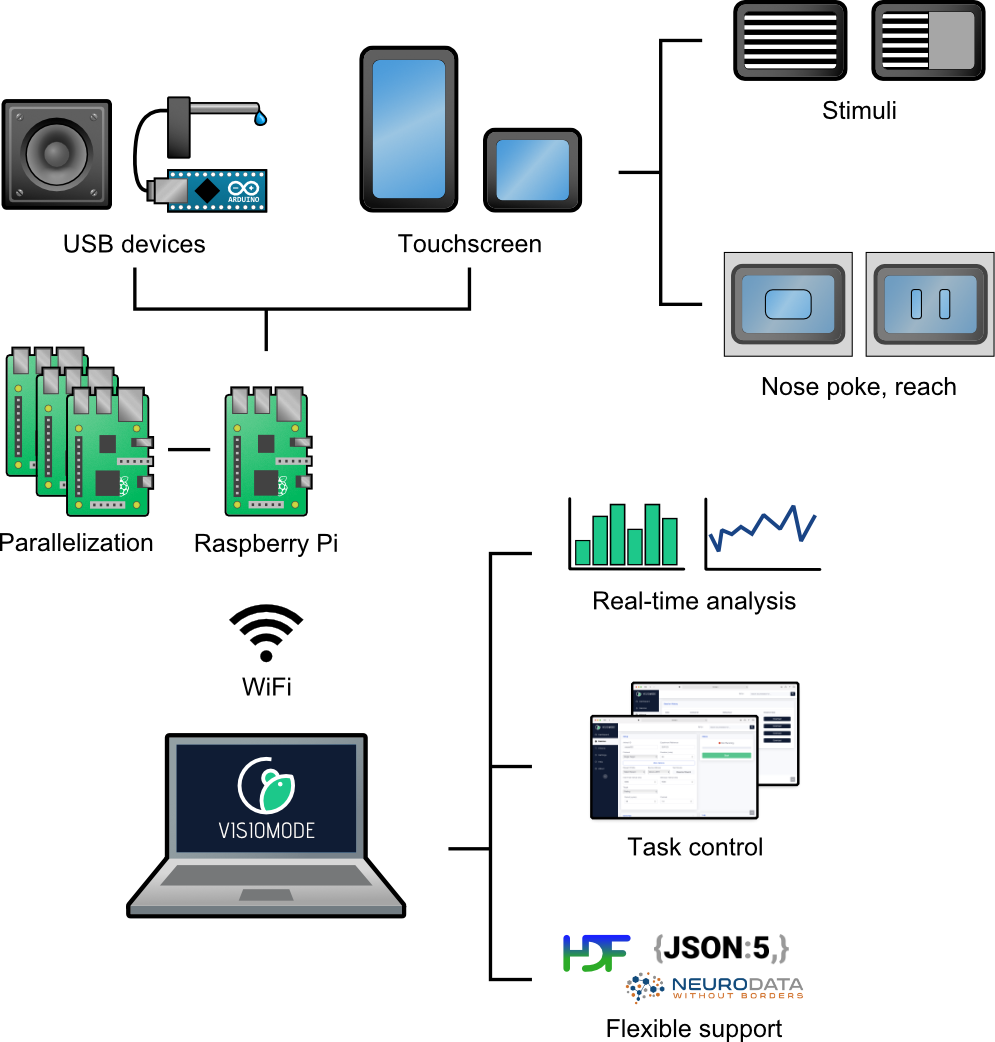 Stimuli
ARDUINO
USB devices
Touchscreen
Nose poke, reach
Parallelization
Raspberry Pi
Real-time analysis
WiFi
VISIOMODE
Task control
HDF
{JSON:5,}
NEURODATA
WITHOUT BORDERS
Flexible support